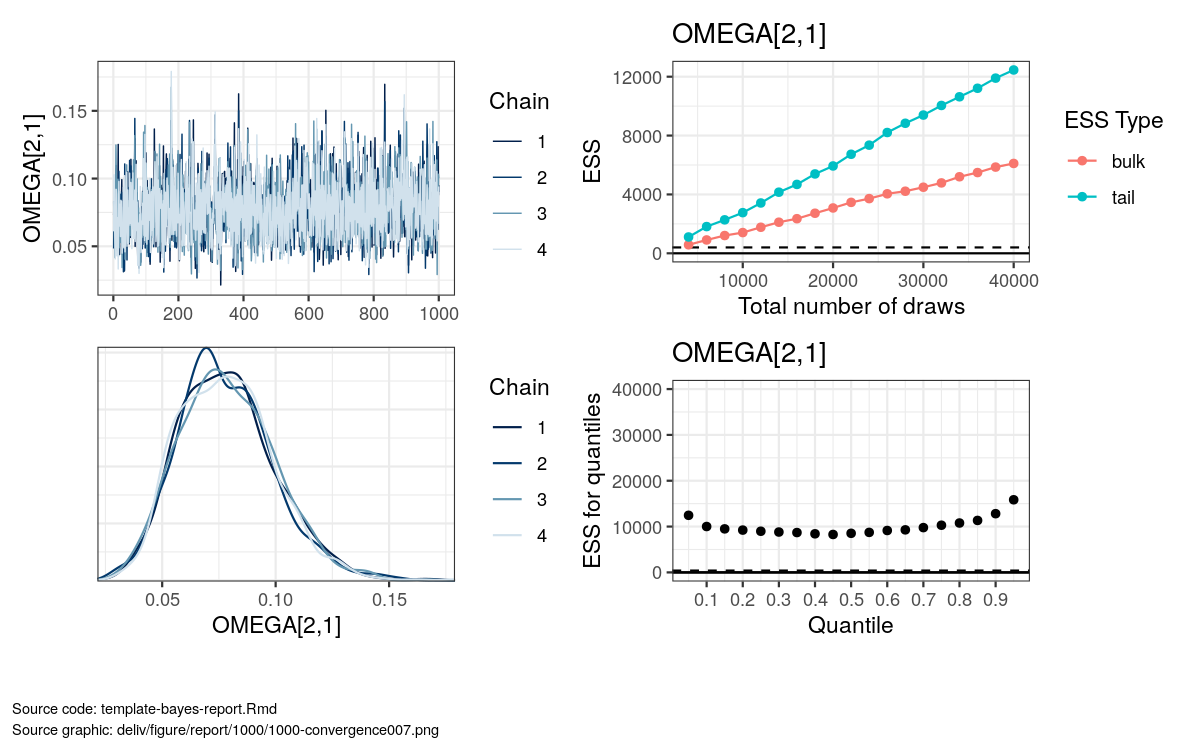 OMEGA[2,1]
0.15
0.10
0.05
0 200 400 600 800 1000
Chain
1
2
3
4
OMEGA[2,1]
ESS
12000
8000
4000
0
10000 20000 30000 40000
Total number of draws
ESS Type
bulk
tail
0.05 0.10 0.15
OMEGA[2,1]
Chain
1
2
3
4
OMEGA[2,1]
ESS for quantiles
40000
30000
20000
10000
0
0.1 0.2 0.3 0.4 0.5 0.6 0.7 0.8 0.9
Quantile
Source code: template-bayes-report.Rmd
Source graphic: deliv/figure/report/1000/1000-convergence007.png